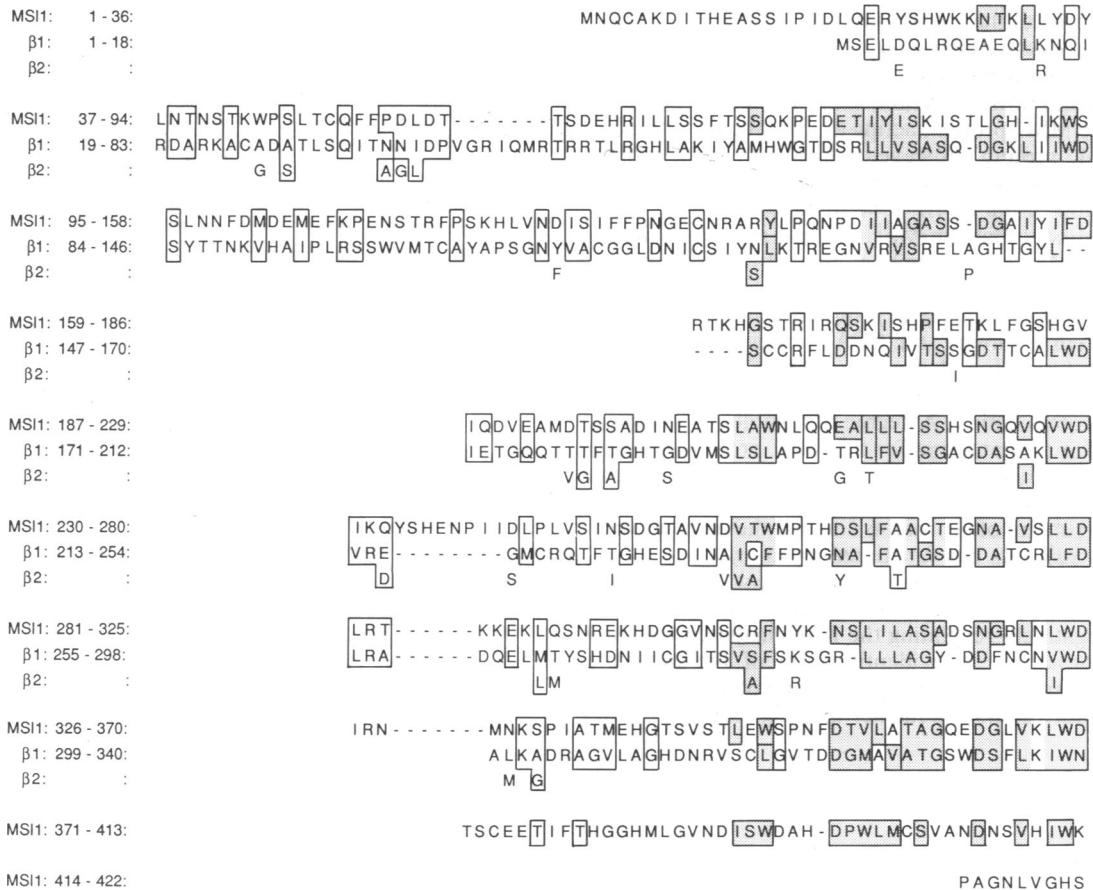 MSI1: 1 - 36: MNQCAKDITHEASSIPIDLQERYSHWKKNTKLLYDY
β1: 1 - 18: MSELDQLRQEAEQLKNQI
β2: : E R
MSI1: 37 - 94: LNTNSTKWPSLTCQFFPDLDT-------TSDEHRILLSSFTSSQKPEDETIYISKISTLGH-IKWS
β1: 19 - 83: RDARKACADATLSQITNNIDPVGRIQMRTRRTLRGHLAKIYAMHWGTDSRLLVSASQ-DGKLIIWD
β2: : G S AGL
MSI1: 95 - 158: SLNNFDMDEMEFKPENSTRFPSKHLVNDISIFFPNGECNRARYLPQNPDIIAGASS-DGAIYIFD
β1: 84 - 146: SYTTNKVHAIPLRSSWVMTCAYAPSGNYVACGGLDNICSIYNLKTREGNVRVSRELAGHTGYL--
β2: F S P
MSI1: 159 - 186: RTKHGSTRIRQSKISHPFETKLFGSHGV
β1: 147 - 170: ----SCCRFLDDNQIVTSSGDTTCALWD
β2: : I
MSI1: 187 - 229: IQDVEAMDTSSADINEATSLAWNLQQEALLL-SSHSNGQVQVWD
β1: 171 - 212: IETGQQTTTFTGHTGDVMSLSLAPD-TRLFV-SGACDASAKLWD
β2: : VG A S G T I
MSI1: 230 - 280: IKQYSHENPIIDLPLVSINSDGTAVNDVTWMPTHDSLFAACTEGNA-VSLLD
β1: 213 - 254: VRE--------GMCRQTFTGHESDINAICFFPNGNA-FATGSD-DATCRLFD
β2: : D S I VVA Y T
MSI1: 281 - 325: LRT------KKEKLQSNREKHDGGVNSCRFNYK-NSLILASADSNGRLNLWD
β1: 255 - 298: LRA------DQELMTYSHDNIICGITSVSFSKSGR-LLLAGY-DDFNCNVWD
β2: : LM A R I
MSI1: 326 - 370: IRN-------MNKSPIATMEHGTSVSTLEWSPNFDTVLATAGQEDGLVKLWD
β1: 299 - 340: ALKADRAGVLAGHDNRVSCLGVTDDGMAVATGSWDSFLKIWN
β2: : M G
MSI1: 371 - 413: TSCEETIFTHGGHMLGVNDISWDAH-DPWLMCSVANDNSVHIWK
MSI1: 414 - 422: PAGNLVGHS